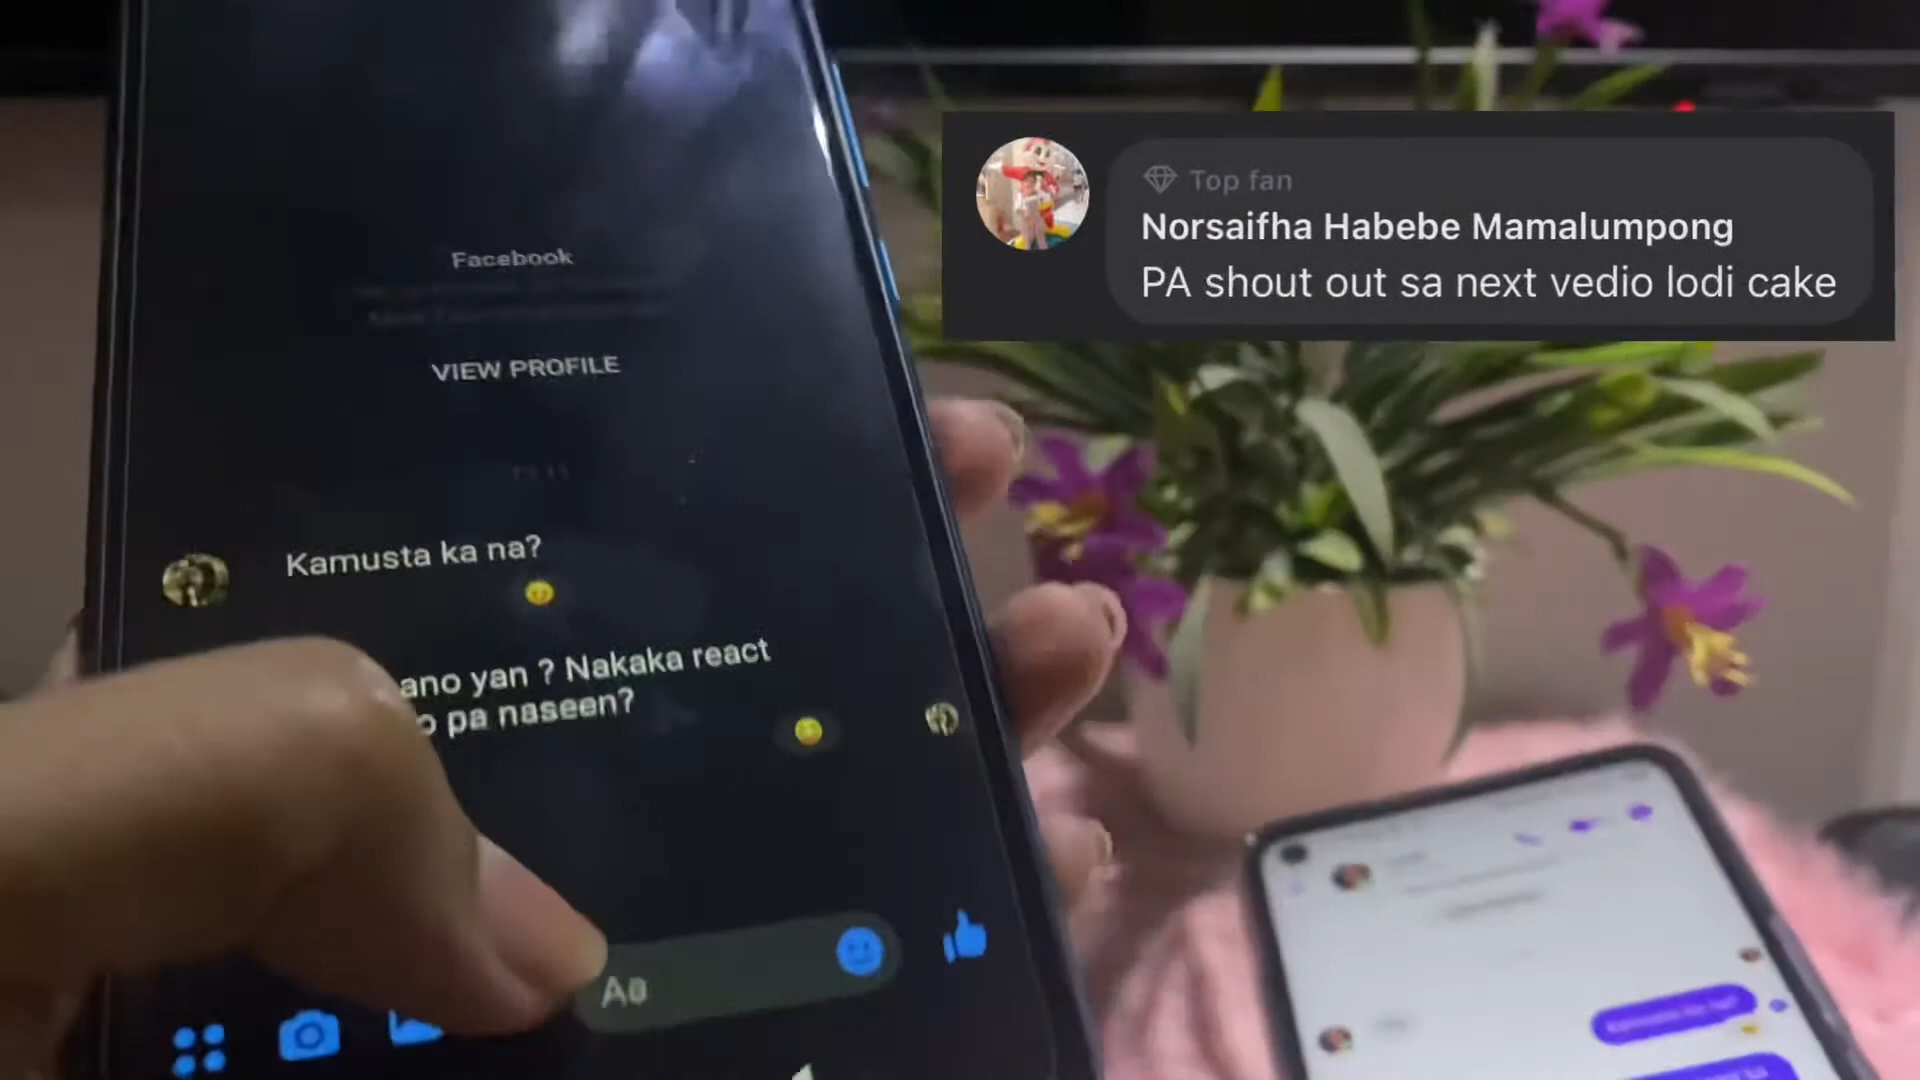 Facebook
VIEW PROFILE
Kamusta ka na?
ano yan ? Nakaka react
pa naseen?
Aa
Top fan
Norsaifha Habebe Mamalumpong
PA shout out sa next vedio lodi cake